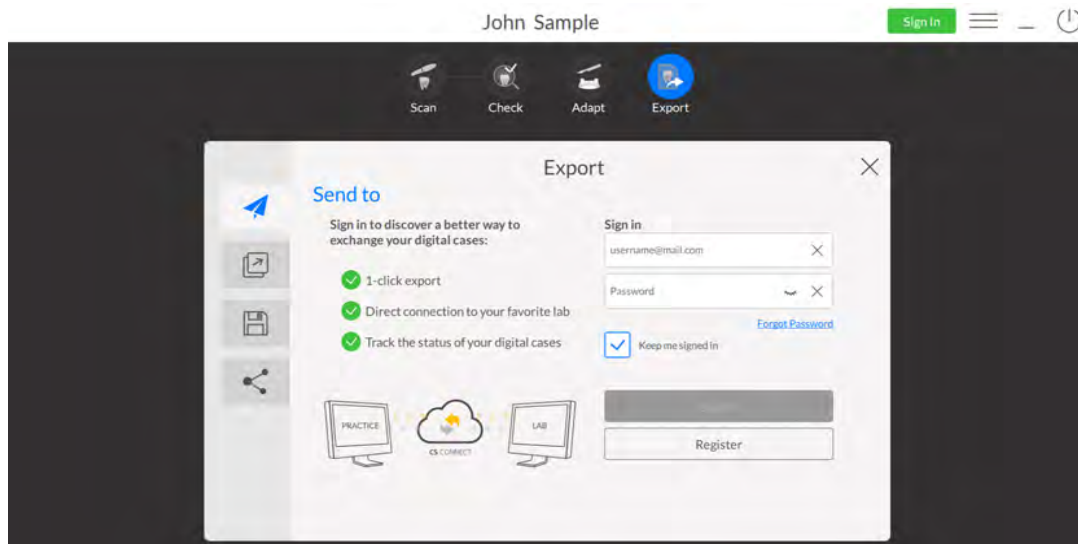 John Sample
Sign In
Scan
Check
Adapt
Export
Export
Send to
Sign in to discover a better way to
exchange your digital cases:
1-click export
Direct connection to your favorite lab
Track the status of your digital cases
PRACTICE
CS CONNECT
LAB
Sign in
username@mail.com
Password
Forgot Password
Keep me signed in
Register